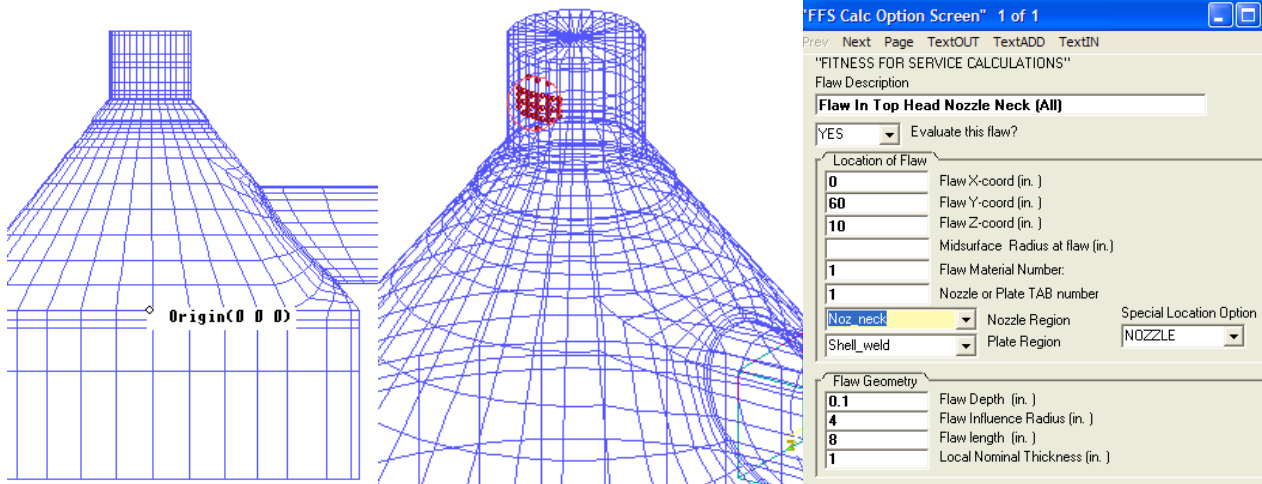 Origin(0 0 0)
"FFS Calc Option Screen" 1 of 1
Prev Next Page TextOUT TextADD TextIN
"FITNESS FOR SERVICE CALCULATIONS"
Flaw Description
Flaw In Top Head Nozzle Neck (All)
YES Evaluate this flaw?
Location of Flaw
0 Flaw X-coord (in. )
60 Flaw Y-coord (in. )
10 Flaw Z-coord (in. )
Midsurface Radius at flaw (in.)
1 Flaw Material Number:
1 Nozzle or Plate TAB number
Noz_neck Nozzle Region Special Location Option
Shell_weld Plate Region NOZZLE
Flaw Geometry
0.1 Flaw Depth (in. )
4 Flaw Influence Radius (in. )
8 Flaw length (in. )
1 Local Nominal Thickness (in. )